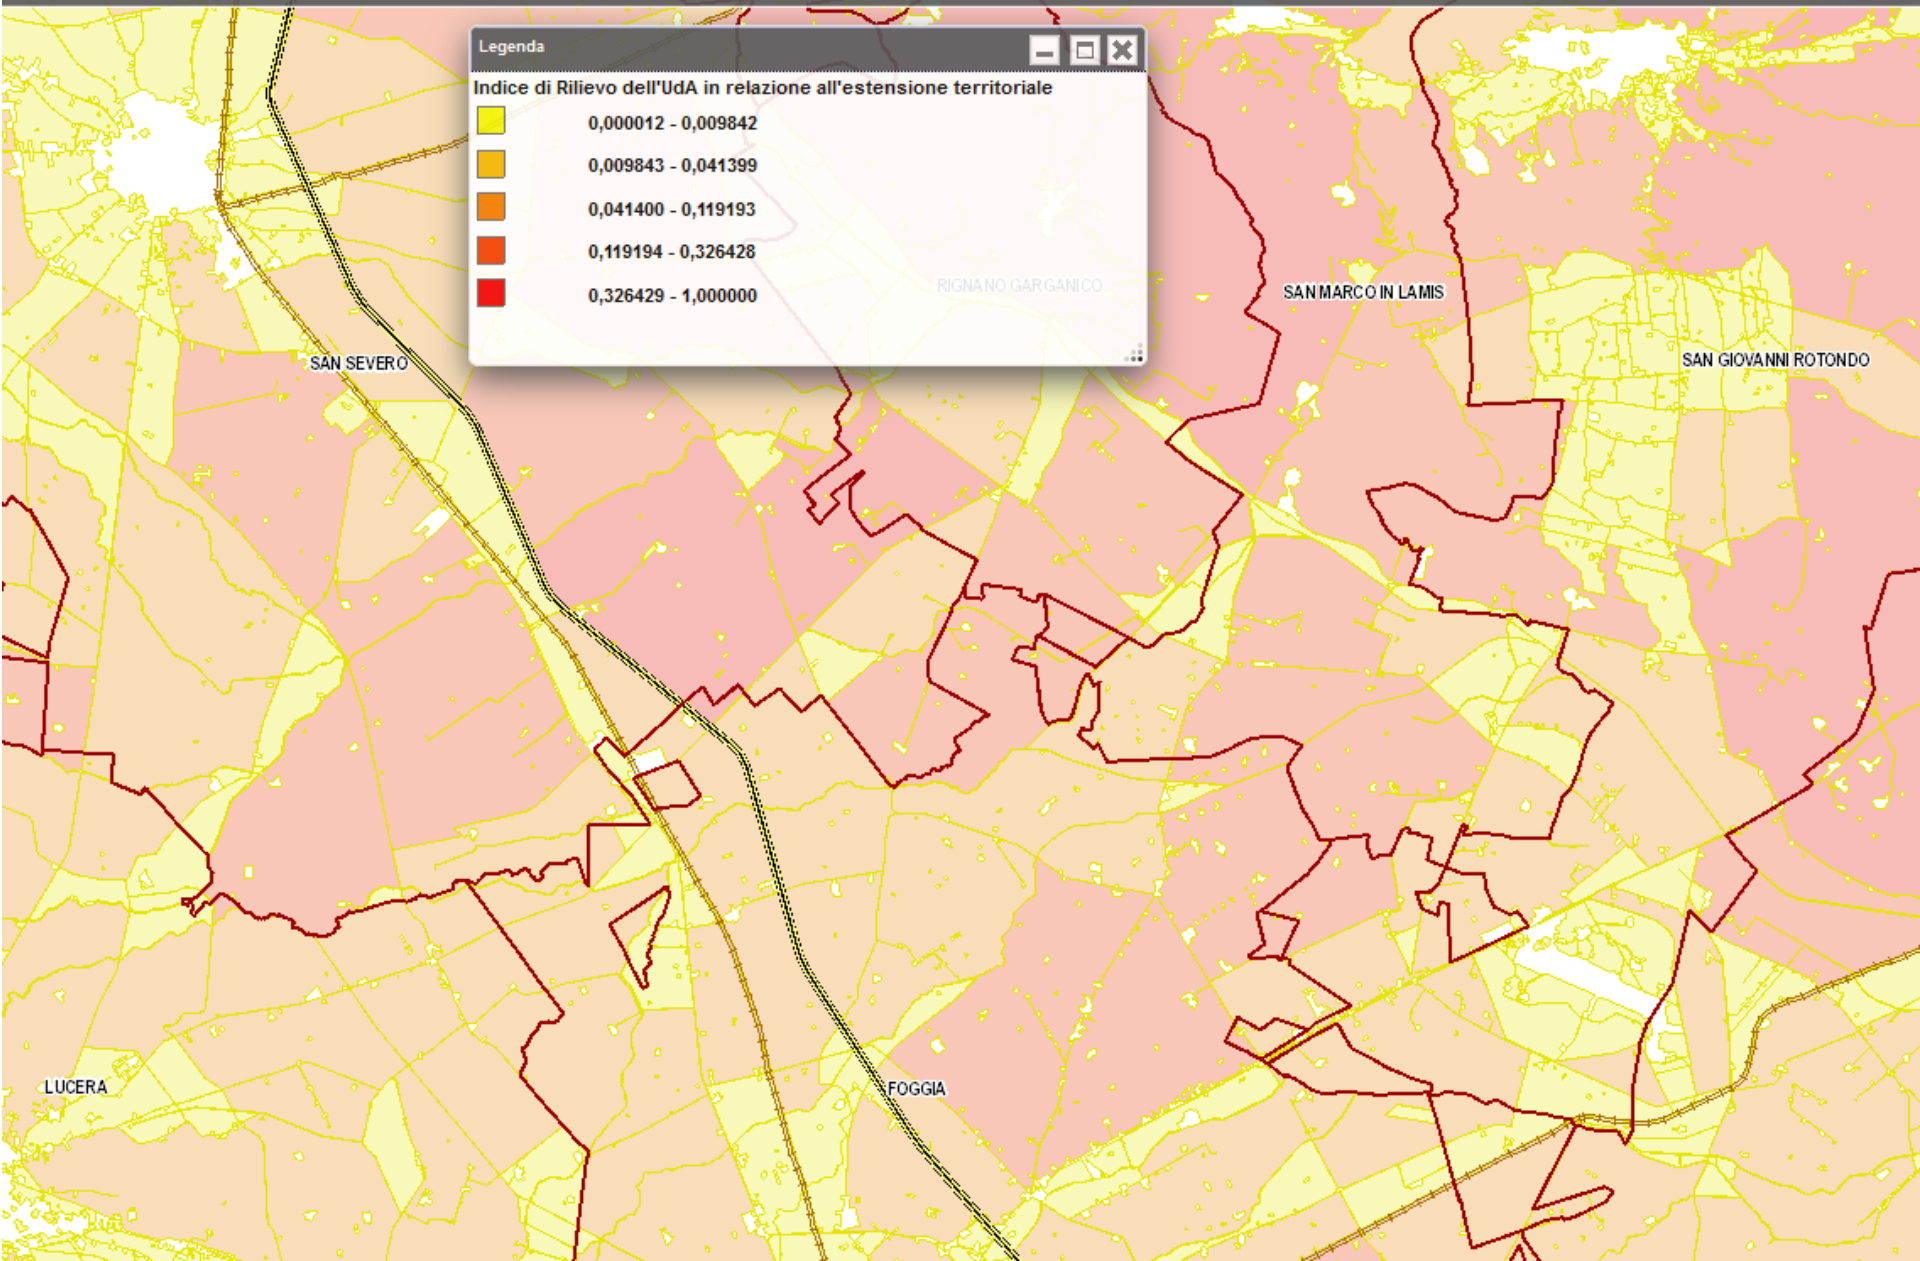 Legenda
Indice di Rilievo dell'UdA in relazione all'estensione territoriale
0,000012 - 0,009842
0,009843 - 0,041399
0,041400 - 0,119193
0,119194 - 0,326428
0,326429 - 1,000000
RIGNANO GARGANICO
SAN MARCO IN LAMIS
SAN SEVERO
SAN GIOVANNI ROTONDO
LUCERA
FOGGIA